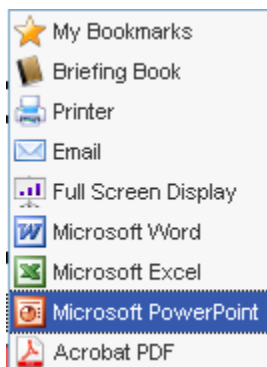 My Bookmarks
Briefing Book
Printer
Email
Full Screen Display
Microsoft Word
Microsoft Excel
Microsoft PowerPoint
Acrobat PDF